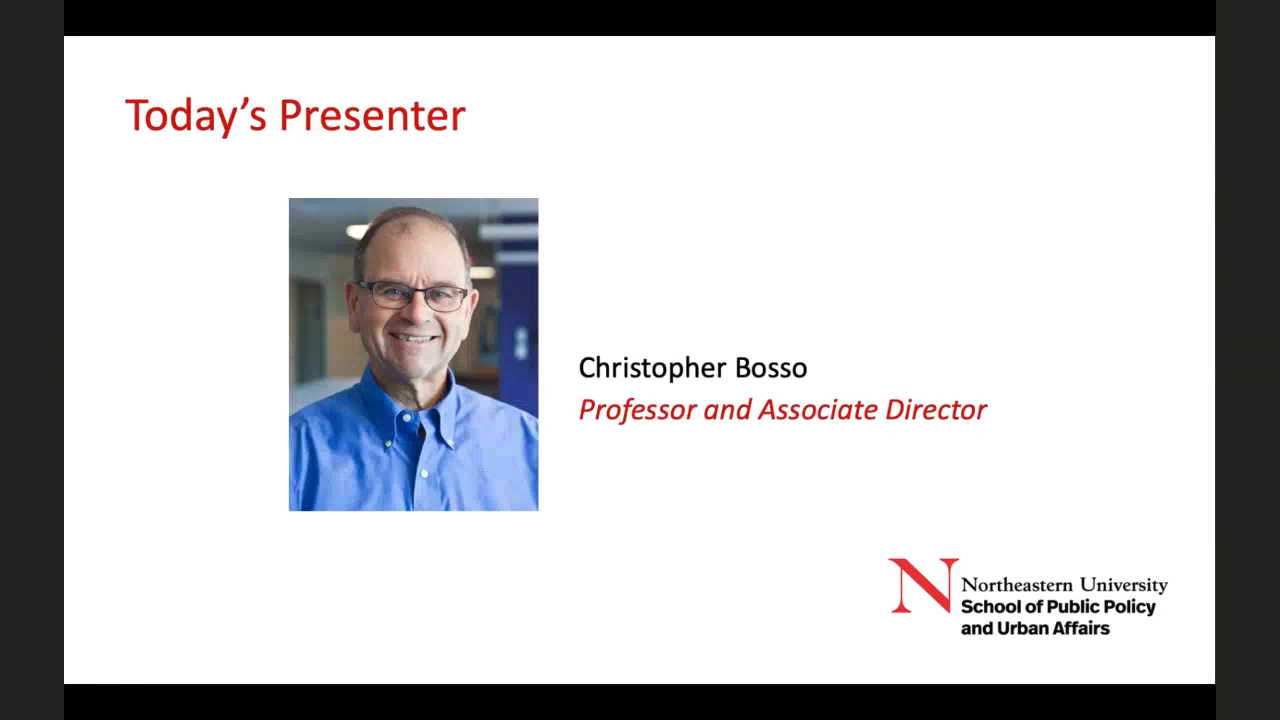 Today’s Presenter
Christopher Bosso
Professor and Associate Director
N
Northeastern University
School of Public Policy
and Urban Affairs